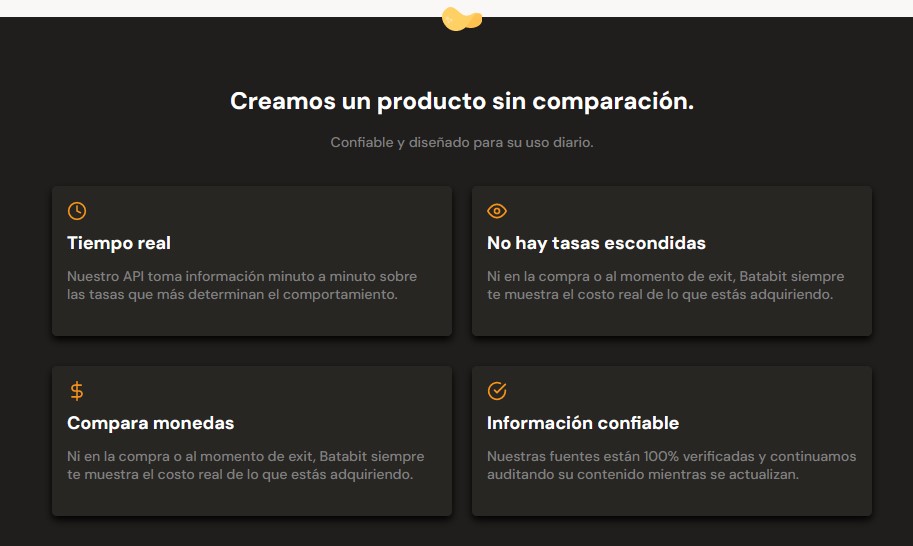 Creamos un producto sin comparación.
Confiable y diseñado para su uso diario.
Tiempo real
Nuestro API toma información minuto a minuto sobre
las tasas que más determinan el comportamiento.
No hay tasas escondidas
Ni en la compra o al momento de exit, Batabit siempre
te muestra el costo real de lo que estás adquiriendo.
Compara monedas
Ni en la compra o al momento de exit, Batabit siempre
te muestra el costo real de lo que estás adquiriendo.
Información confiable
Nuestras fuentes están 100% verificadas y continuamos
auditando su contenido mientras se actualizan.